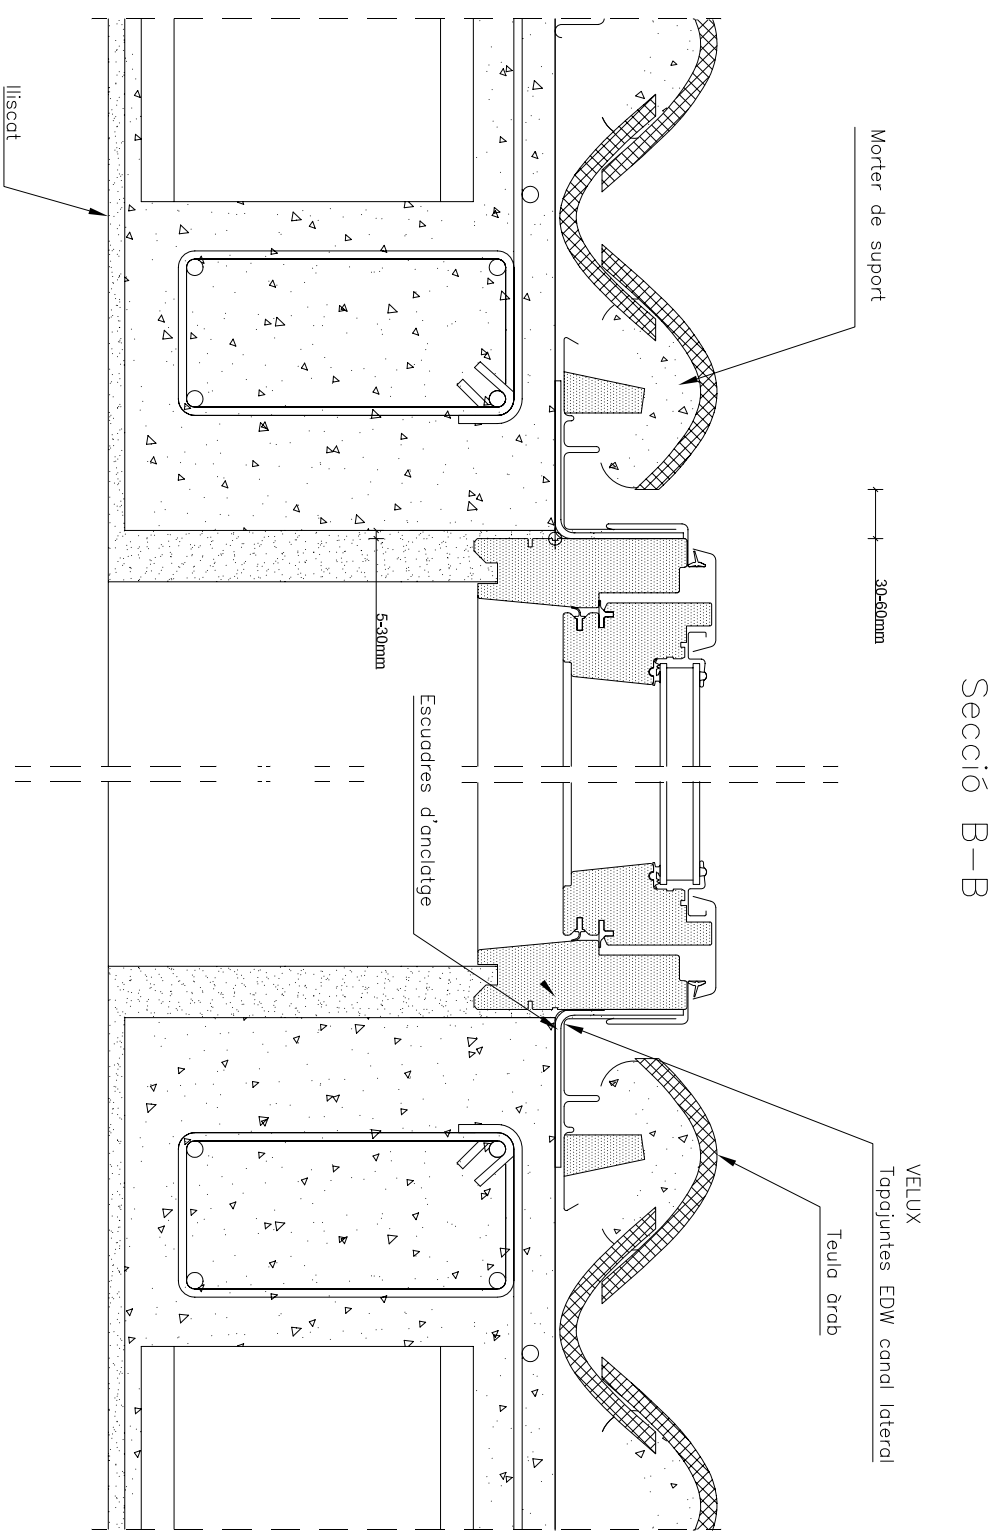 Secció B-B
VELUX
Tapajuntes EDW canal lateral
Morter de suport
30-60mm
Teula àrab
Escuadres d'anclatge
5-30mm
lliscat